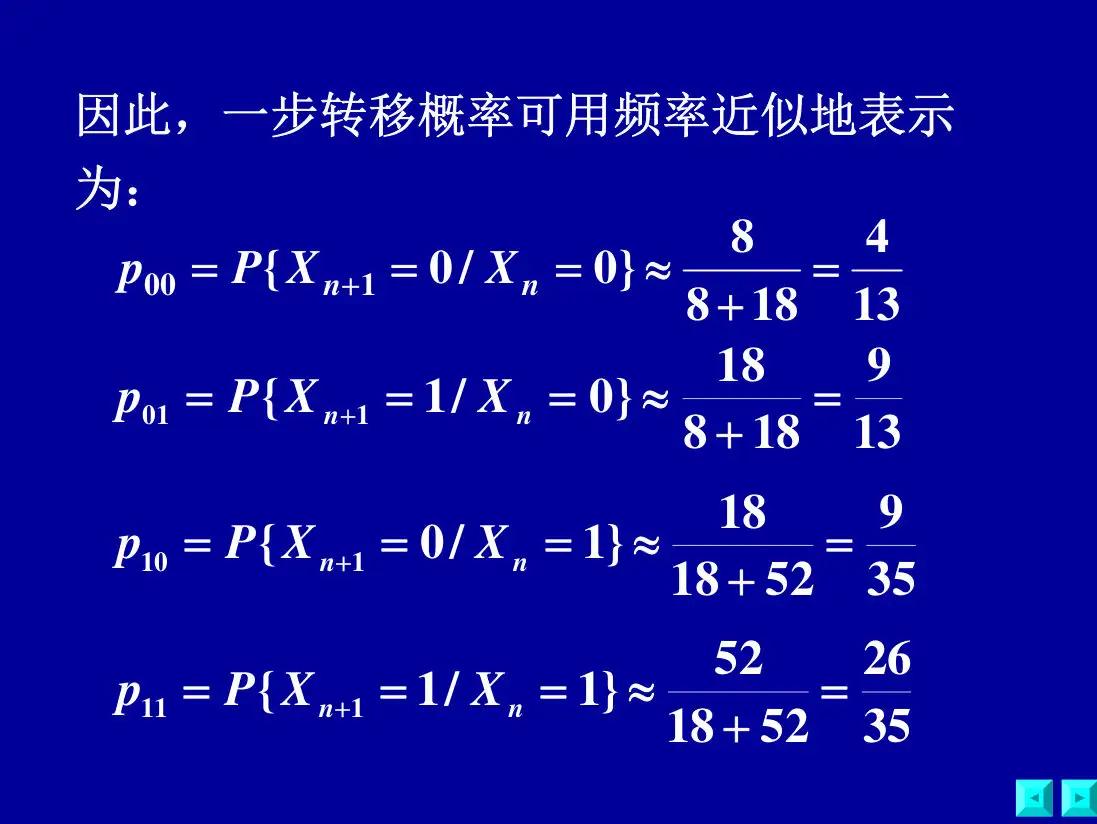 因此，一步转移概率可用频率近似地表示
为：
p₀₀ = P{Xₙ₊₁ = 0 / Xₙ = 0} ≈ 8/(8+18) = 4/13
p₀₁ = P{Xₙ₊₁ = 1 / Xₙ = 0} ≈ 18/(8+18) = 9/13
p₁₀ = P{Xₙ₊₁ = 0 / Xₙ = 1} ≈ 18/(18+52) = 9/35
p₁₁ = P{Xₙ₊₁ = 1 / Xₙ = 1} ≈ 52/(18+52) = 26/35